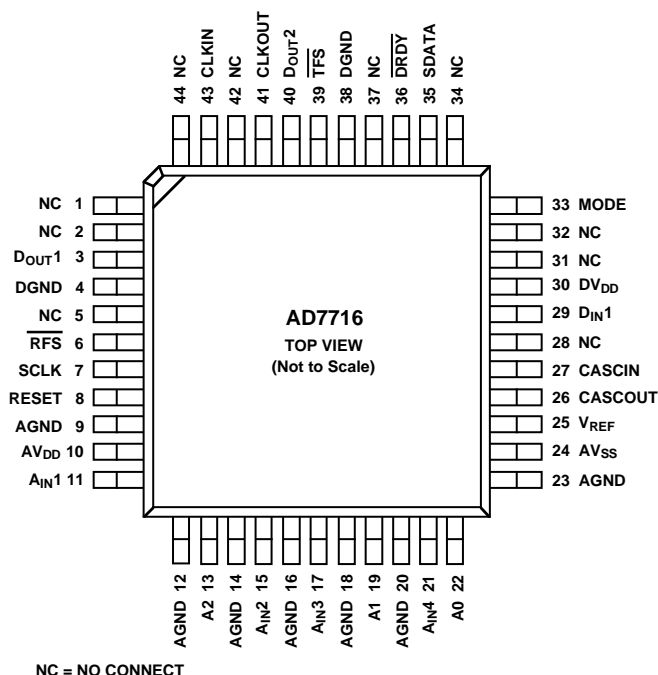 44 NC
43 CLKIN
42 NC
41 CLKOUT
40 DOUT2
39 TFS
38 DGND
37 NC
36 DRDY
35 SDATA
34 NC
NC 1
NC 2
DOUT1 3
DGND 4
NC 5
RFS 6
SCLK 7
RESET 8
AGND 9
AVDD 10
AIN1 11
AD7716
TOP VIEW
(Not to Scale)
33 MODE
32 NC
31 NC
30 DVDD
29 DIN1
28 NC
27 CASCIN
26 CASCOUT
25 VREF
24 AVSS
23 AGND
AGND 12
A2 13
AGND 14
AIN2 15
AGND 16
AIN3 17
AGND 18
A1 19
AGND 20
AIN4 21
A0 22
NC = NO CONNECT